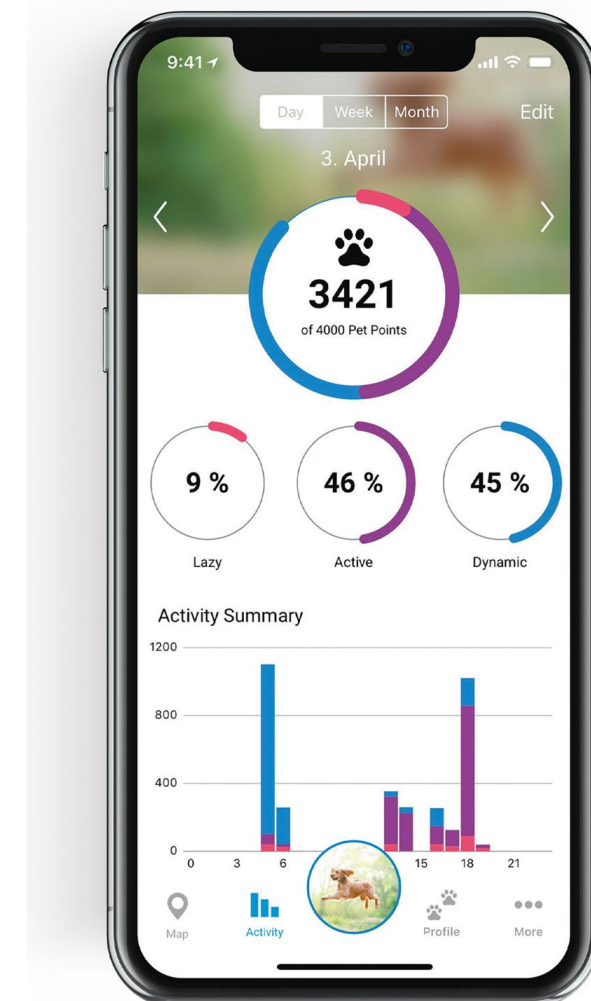 9:41
Day Week Month Edit
3. April
3421
of 4000 Pet Points
9 % 46 % 45 %
Lazy Active Dynamic
Activity Summary
1200
800
400
0
0 3 6 15 18 21
Map Activity Profile More